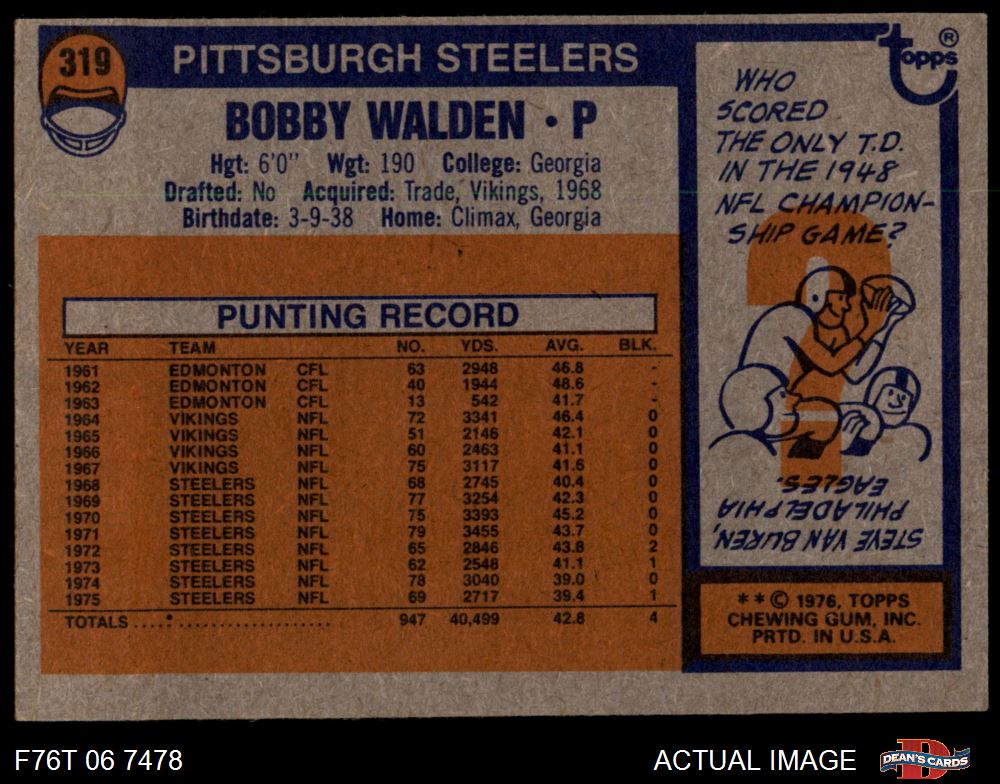 319
PITTSBURGH STEELERS
BOBBY WALDEN • P
Hgt: 6'0" Wgt: 190 College: Georgia
Drafted: No Acquired: Trade, Vikings, 1968
Birthdate: 3-9-38 Home: Climax, Georgia
PUNTING RECORD
YEAR TEAM NO. YDS. AVG. BLK.
1961 EDMONTON CFL 63 2948 46.8 -
1962 EDMONTON CFL 40 1944 48.6 -
1963 EDMONTON CFL 13 542 41.7 -
1964 VIKINGS NFL 72 3341 46.4 0
1965 VIKINGS NFL 51 2146 42.1 0
1966 VIKINGS NFL 60 2463 41.1 0
1967 VIKINGS NFL 75 3117 41.6 0
1968 STEELERS NFL 68 2745 40.4 0
1969 STEELERS NFL 77 3254 42.3 0
1970 STEELERS NFL 75 3393 45.2 0
1971 STEELERS NFL 79 3455 43.7 0
1972 STEELERS NFL 65 2846 43.8 2
1973 STEELERS NFL 62 2548 41.1 1
1974 STEELERS NFL 78 3040 39.0 0
1975 STEELERS NFL 69 2717 39.4 1
TOTALS ........................ 947 40,499 42.8 4
Topps ®
WHO
SCORED
THE ONLY T.D.
IN THE 1948
NFL CHAMPION-
SHIP GAME?
?
STEVE VAN BUREN,
PHILADELPHIA
EAGLES.
* * © 1976, TOPPS
CHEWING GUM, INC.
PRTD. IN U.S.A.
F76T 06 7478
ACTUAL IMAGE
D
DEAN'S CARDS